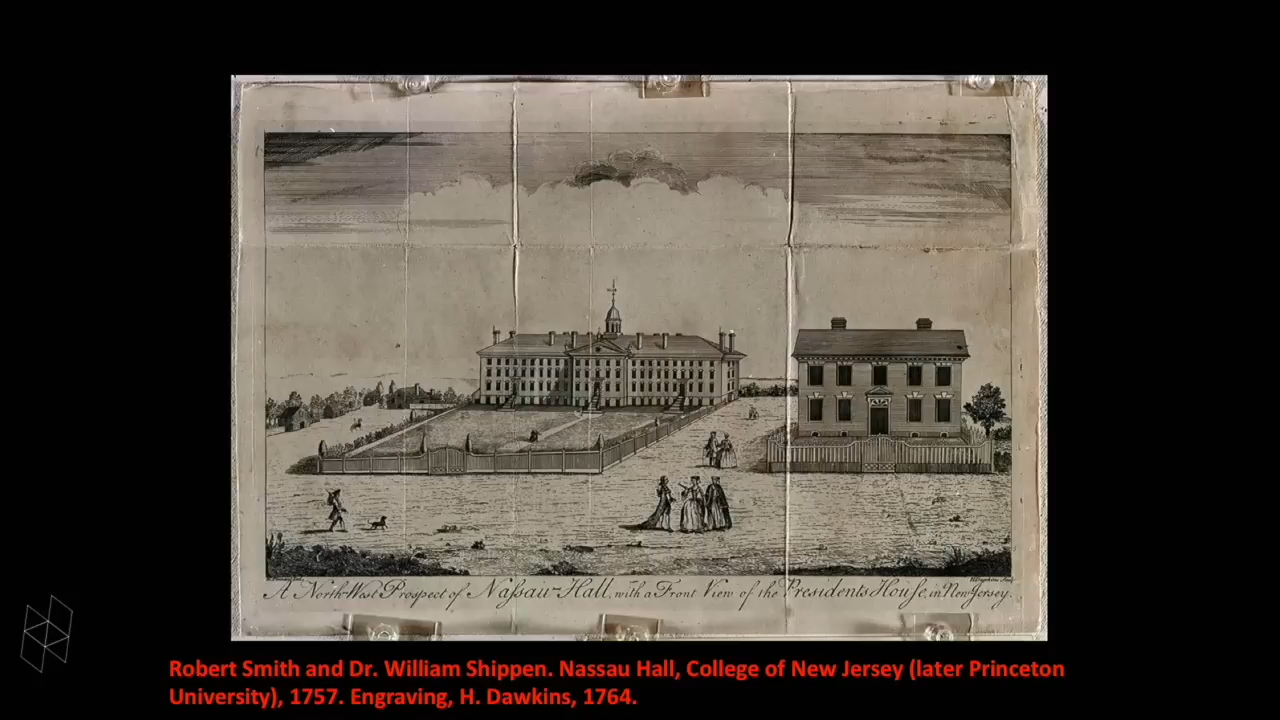 A North-West Prospect of Naſsau-Hall, with a Front View of the Presidents Houſe, in New Jersey.
Robert Smith and Dr. William Shippen. Nassau Hall, College of New Jersey (later Princeton
University), 1757. Engraving, H. Dawkins, 1764.